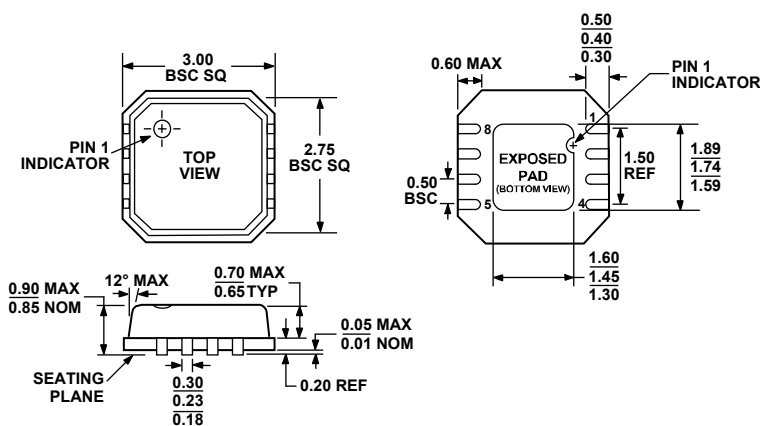 3.00
BSC SQ
PIN 1
INDICATOR
TOP
VIEW
2.75
BSC SQ
0.60 MAX
0.50
0.40
0.30
PIN 1
INDICATOR
8
1
EXPOSED
PAD
(BOTTOM VIEW)
5
4
0.50
BSC
1.50
REF
1.89
1.74
1.59
1.60
1.45
1.30
0.90 MAX
0.85 NOM
12° MAX
0.70 MAX
0.65 TYP
0.05 MAX
0.01 NOM
SEATING
PLANE
0.30
0.23
0.18
0.20 REF